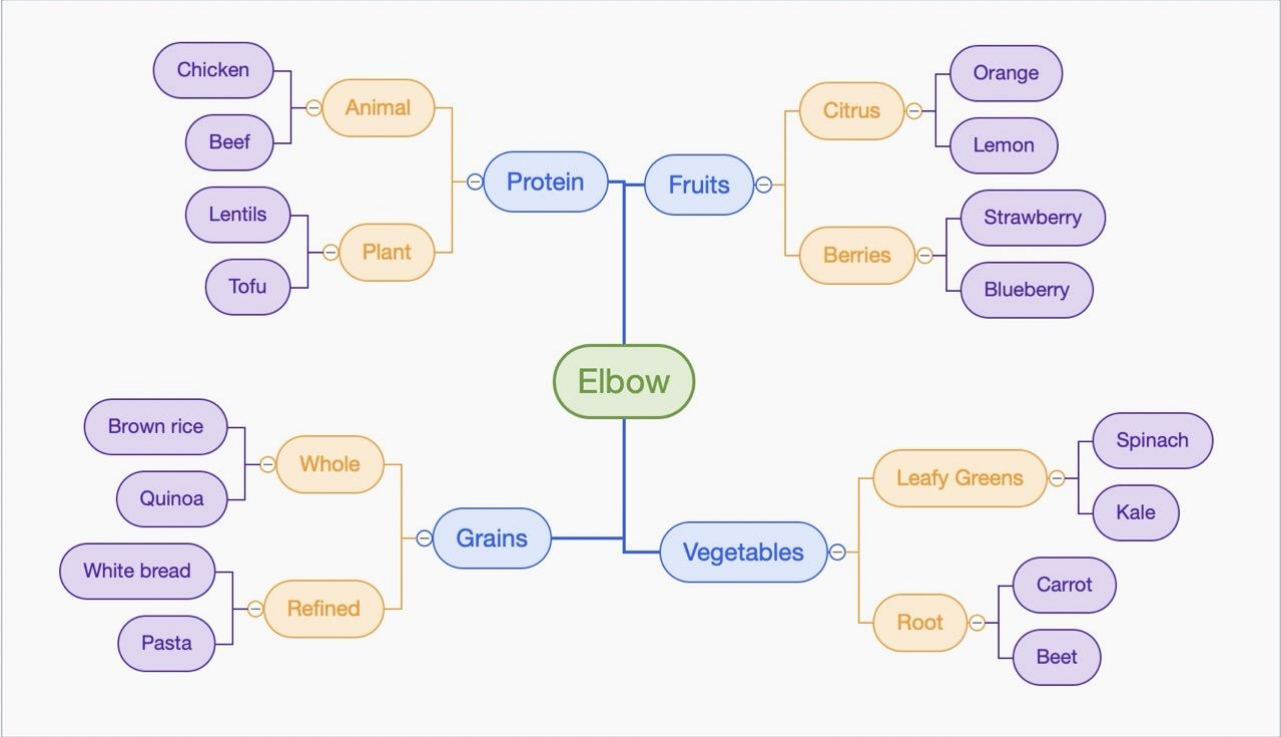 Chicken
Beef
Animal
Lentils
Tofu
Plant
Protein
Fruits
Citrus
Orange
Lemon
Berries
Strawberry
Blueberry
Elbow
Brown rice
Quinoa
Whole
White bread
Pasta
Refined
Grains
Vegetables
Leafy Greens
Spinach
Kale
Root
Carrot
Beet